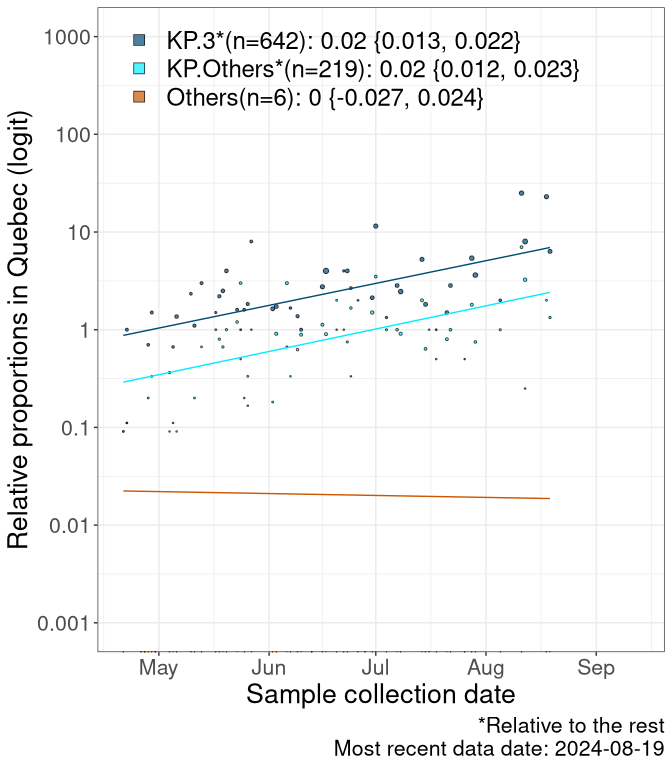 KP.3*(n=642): 0.02 {0.013, 0.022}
KP.Others*(n=219): 0.02 {0.012, 0.023}
Others(n=6): 0 {-0.027, 0.024}
Relative proportions in Quebec (logit)
1000
100
10
1
0.1
0.01
0.001
May Jun Jul Aug Sep
Sample collection date
*Relative to the rest
Most recent data date: 2024-08-19